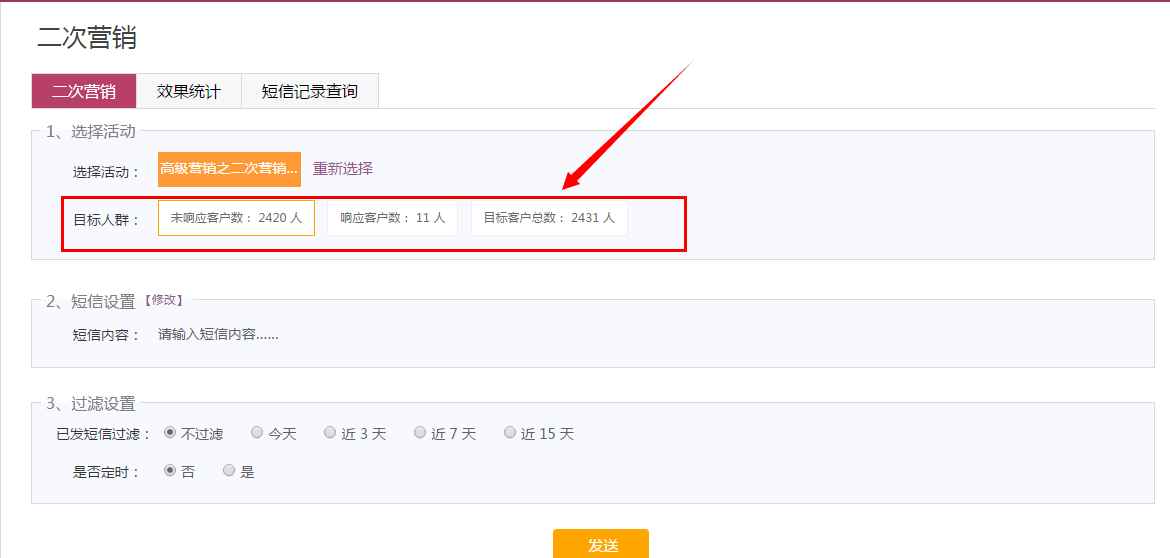 二次营销
二次营销 效果统计 短信记录查询
1、选择活动
选择活动： 高级营销之二次营销... 重新选择
目标人群： 未响应客户数： 2420 人 响应客户数： 11 人 目标客户总数： 2431 人
2、短信设置 【修改】
短信内容： 请输入短信内容......
3、过滤设置
已发短信过滤： 不过滤 今天 近 3 天 近 7 天 近 15 天
是否定时： 否 是
发送